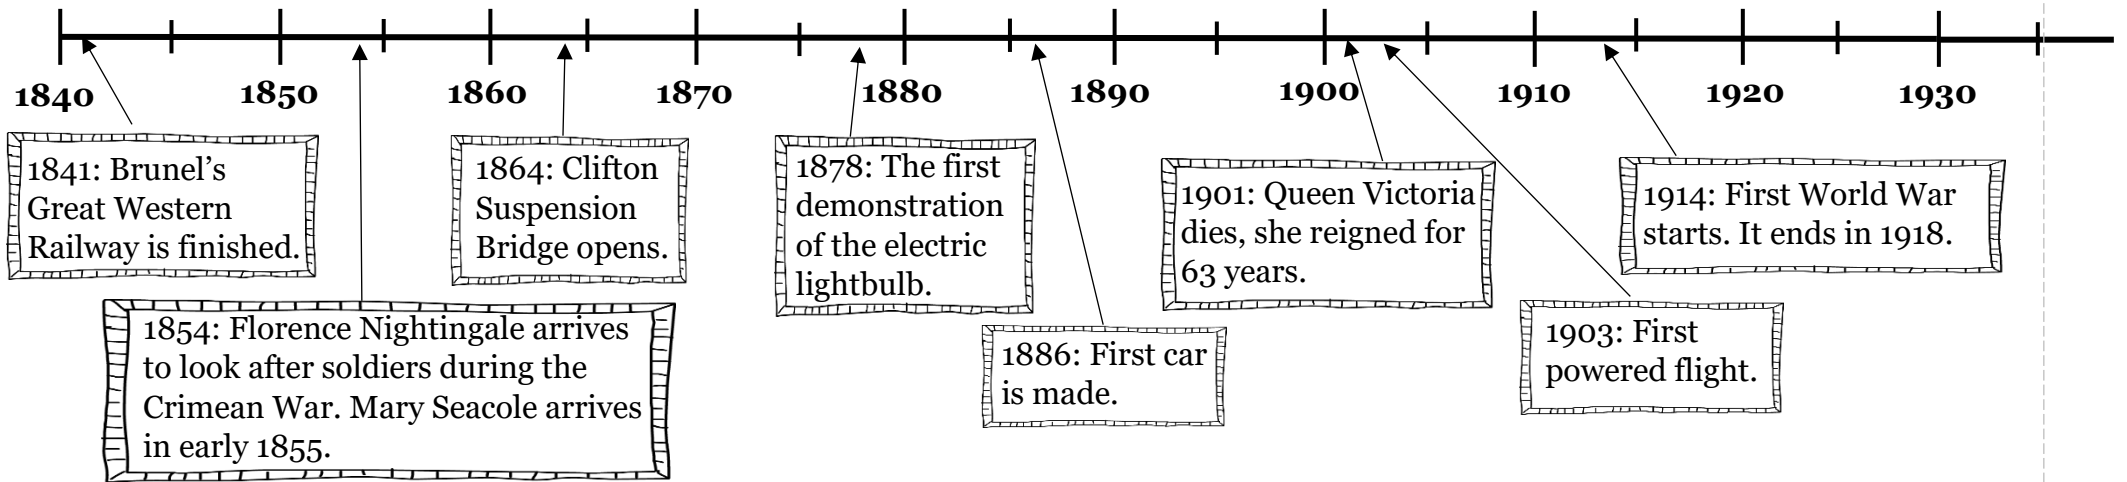 1840 1850 1860 1870 1880 1890 1900 1910 1920 1930
1841: Brunel’s
Great Western
Railway is finished.
1854: Florence Nightingale arrives
to look after soldiers during the
Crimean War. Mary Seacole arrives
in early 1855.
1864: Clifton
Suspension
Bridge opens.
1878: The first
demonstration
of the electric
lightbulb.
1886: First car
is made.
1901: Queen Victoria
dies, she reigned for
63 years.
1903: First
powered flight.
1914: First World War
starts. It ends in 1918.